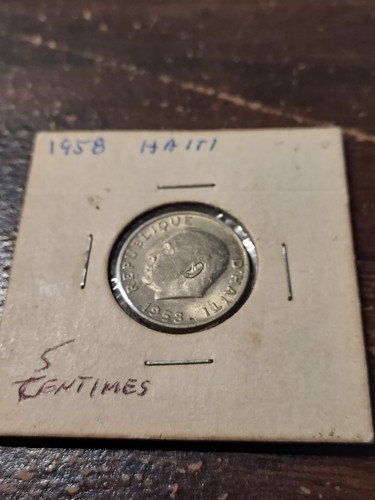 1958 HAITI
REPUBLIQUE D'HAITI
1958.
5
CENTIMES